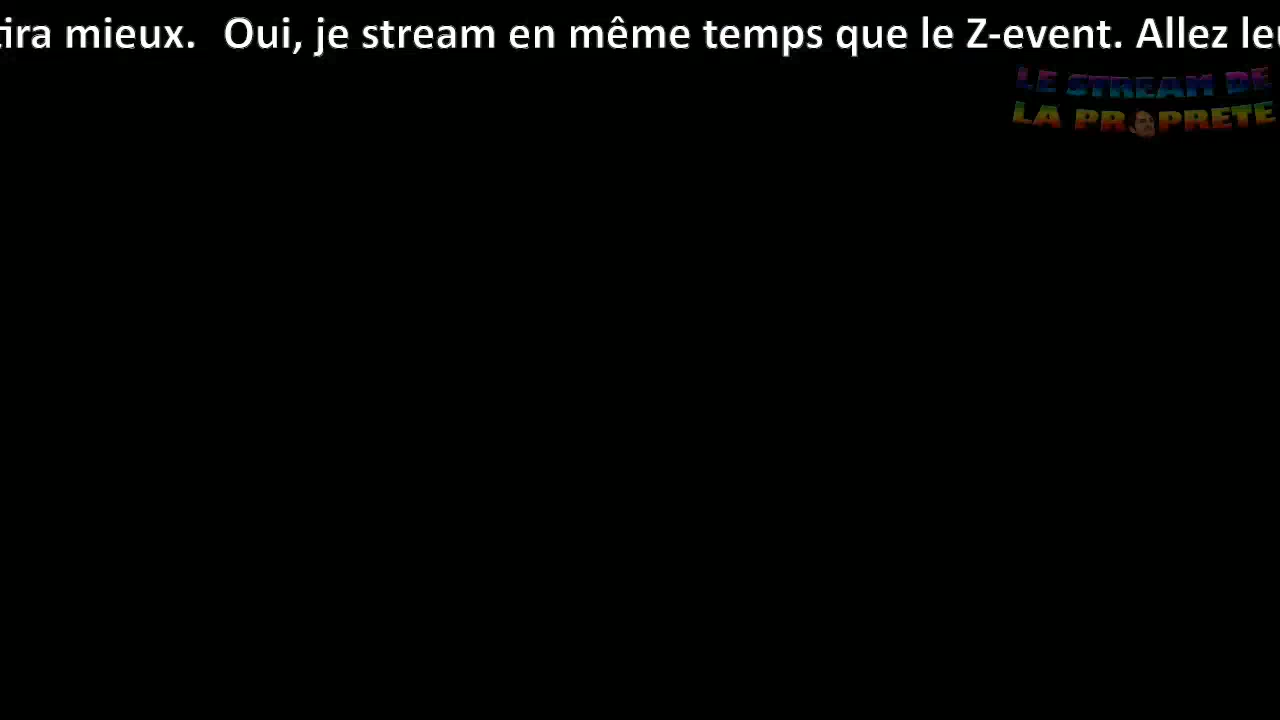 tira mieux. Oui, je stream en même temps que le Z-event. Allez leu
LE STREAM DE
LA PROPRETE